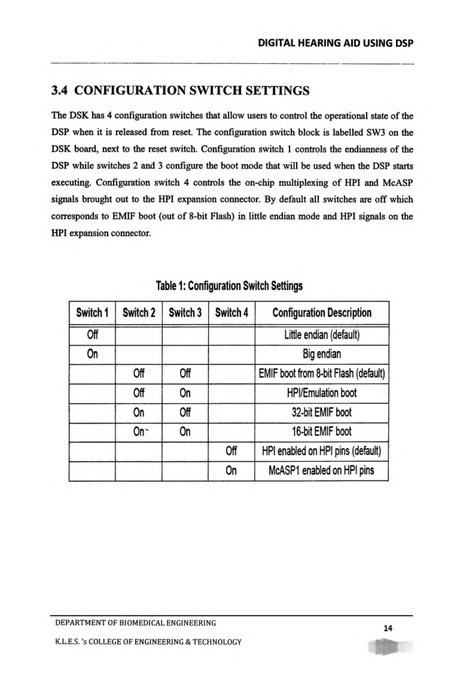 DIGITAL HEARING AID USING DSP
3.4 CONFIGURATION SWITCH SETTINGS
The DSK has 4 configuration switches that allow users to control the operational state of the
DSP when it is released from reset. The configuration switch block is labelled SW3 on the
DSK board, next to the reset switch. Configuration switch 1 controls the endianness of the
DSP while switches 2 and 3 configure the boot mode that will be used when the DSP starts
executing. Configuration switch 4 controls the on-chip multiplexing of HPI and McASP
signals brought out to the HPI expansion connector. By default all switches are off which
corresponds to EMIF boot (out of 8-bit Flash) in little endian mode and HPI signals on the
HPI expansion connector.
Table 1: Configuration Switch Settings
Switch 1 Switch 2 Switch 3 Switch 4 Configuration Description
Off Little endian (default)
On Big endian
Off Off EMIF boot from 8-bit Flash (default)
Off On HPI/Emulation boot
On Off 32-bit EMIF boot
On On 16-bit EMIF boot
Off HPI enabled on HPI pins (default)
On McASP1 enabled on HPI pins
DEPARTMENT OF BIOMEDICAL ENGINEERING
14
K.L.E.S. 's COLLEGE OF ENGINEERING & TECHNOLOGY